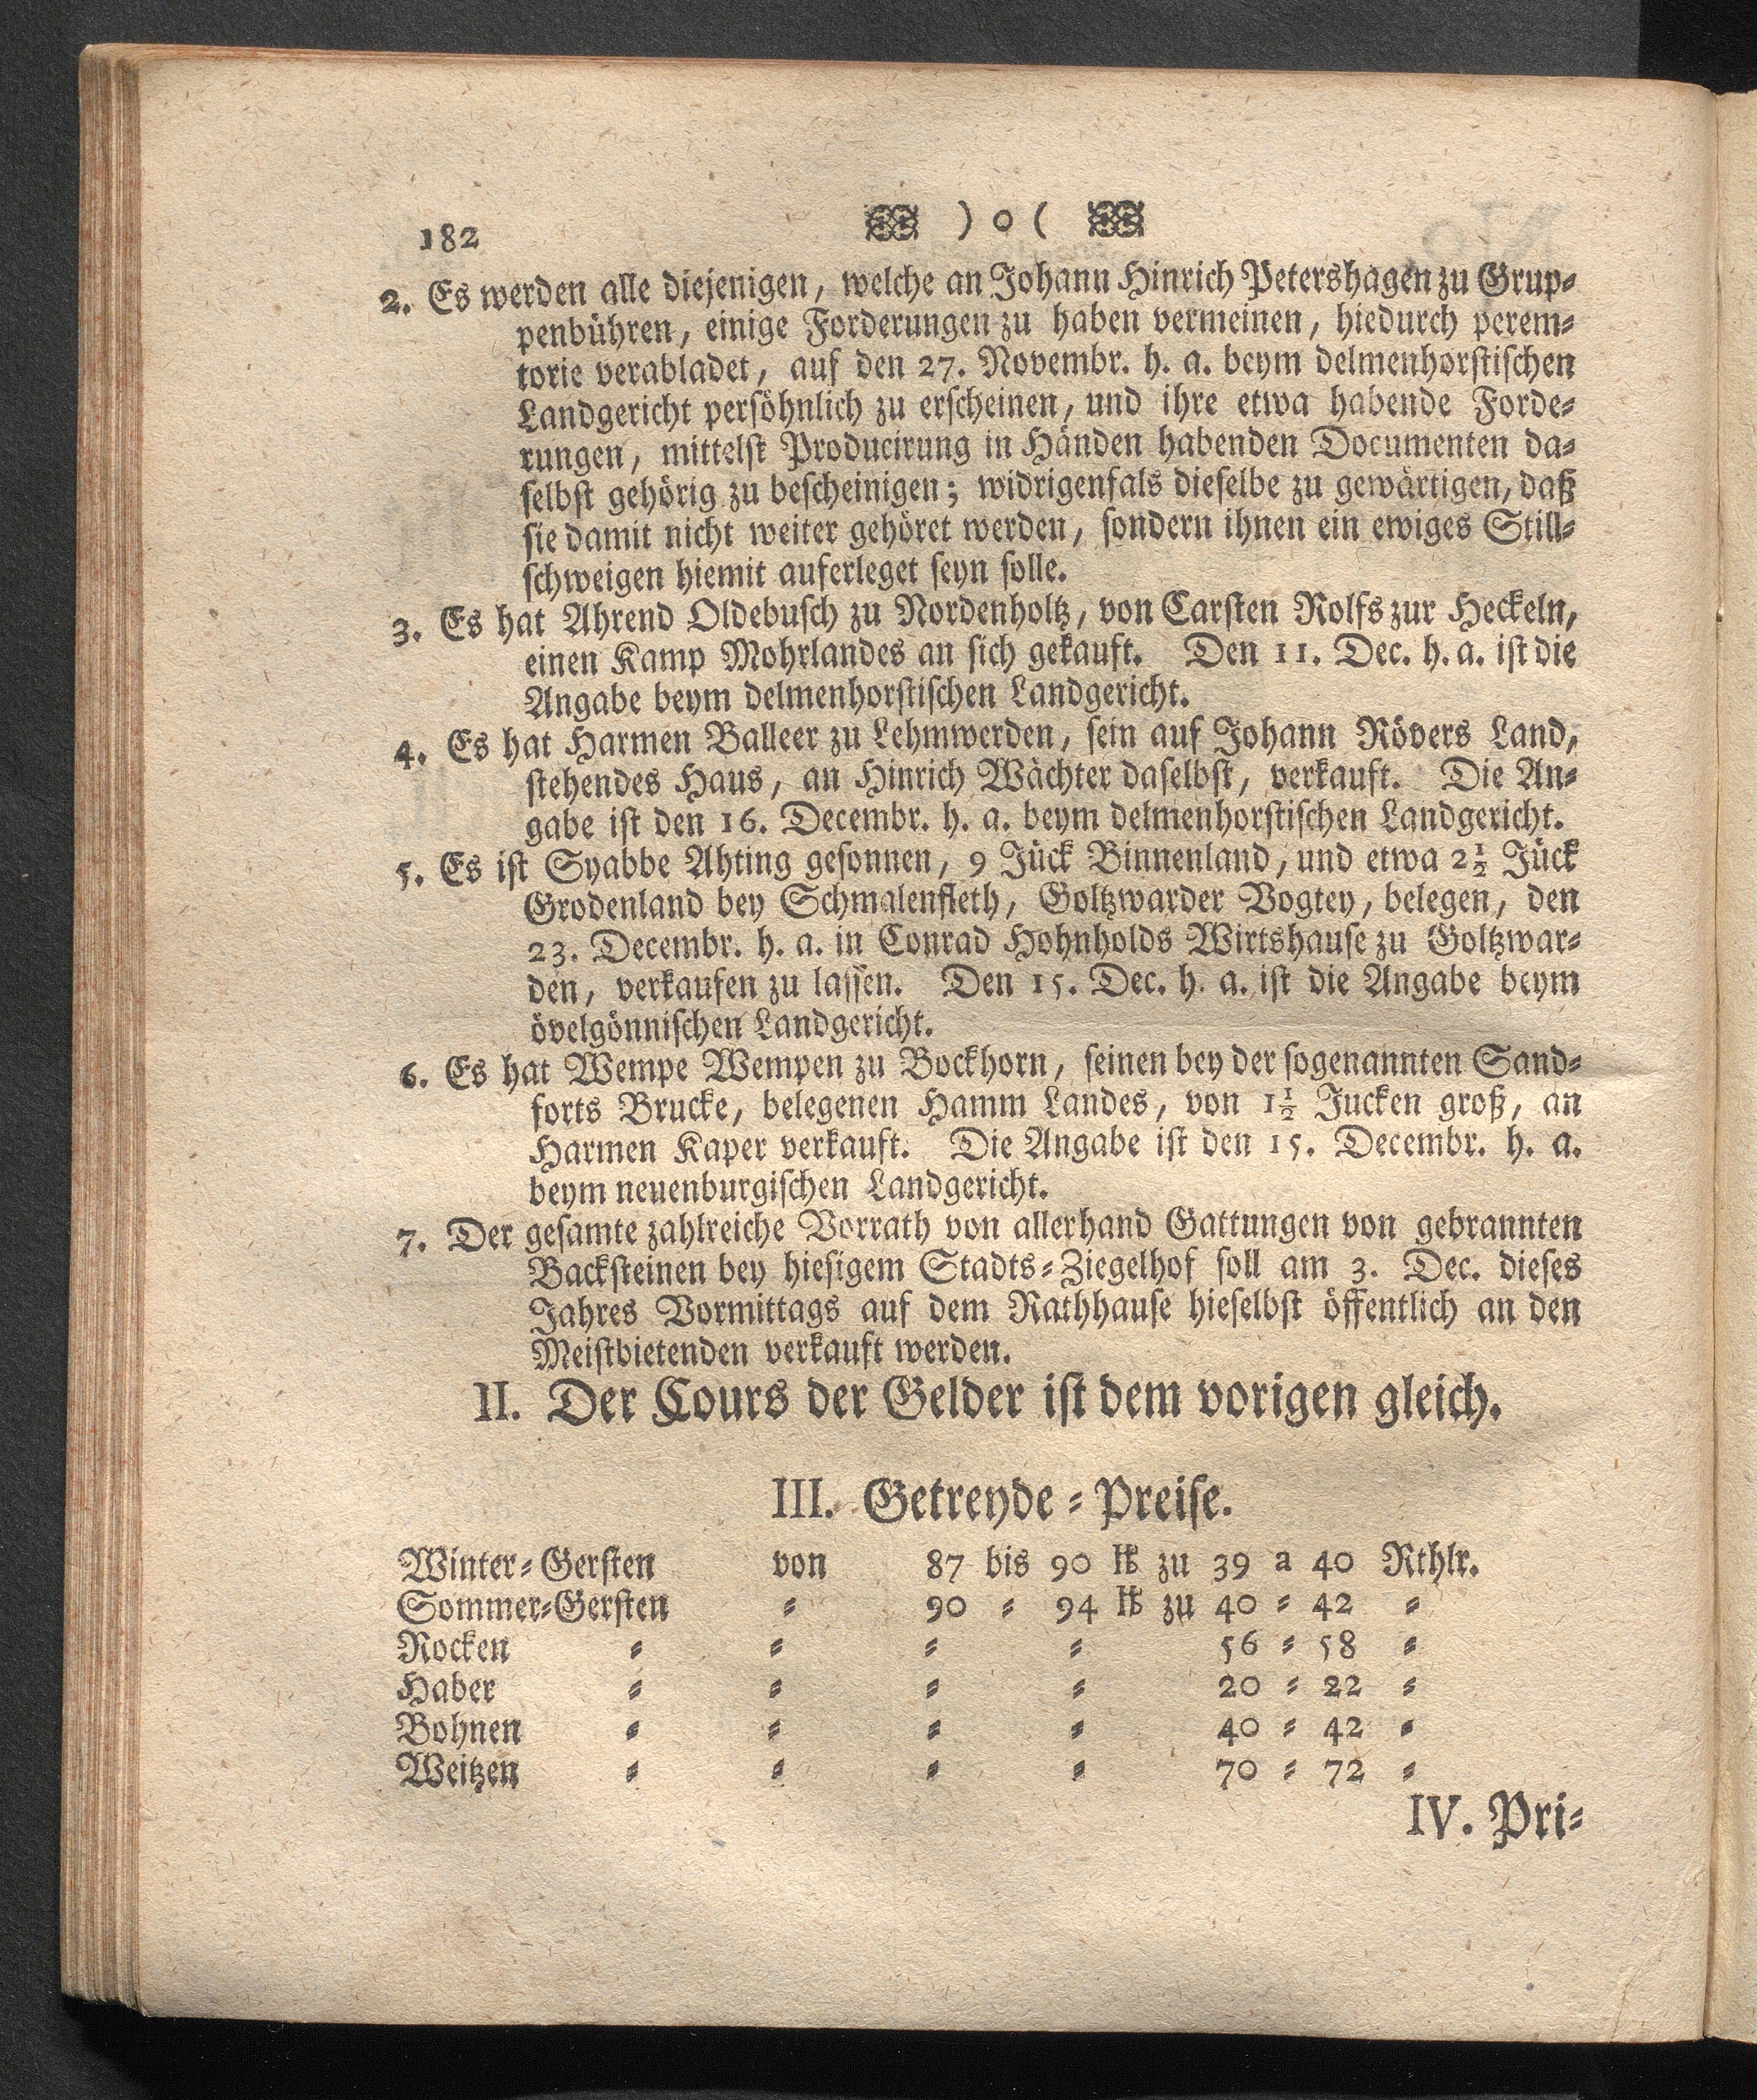 182 ) o (
2. Es werden alle diejenigen, welche an Johann Hinrich Petershagen zu Grup-
penbühren, einige Forderungen zu haben vermeinen, hiedurch perem-
torie verabladet, auf den 27. Novembr. h. a. beym delmenhorstischen
Landgericht persöhnlich zu erscheinen, und ihre etwa habende Forde-
rungen, mittelst Producirung in Händen habenden Documenten da-
selbst gehörig zu bescheinigen; widrigenfals dieselbe zu gewärtigen, daß
sie damit nicht weiter gehöret werden, sondern ihnen ein ewiges Still-
schweigen hiemit auferleget seyn solle.
3. Es hat Ahrend Oldebusch zu Nordenholtz, von Carsten Rolfs zur Heckeln,
einen Kamp Mohrlandes an sich gekauft. Den 11. Dec. h. a. ist die
Angabe beym delmenhorstischen Landgericht.
4. Es hat Harmen Balleer zu Lehmwerden, sein auf Johann Rövers Land,
stehendes Haus, an Hinrich Wächter daselbst, verkauft. Die An-
gabe ist den 16. Decembr. h. a. beym delmenhorstischen Landgericht.
5. Es ist Syabbe Ahting gesonnen, 9 Jück Binnenland, und etwa 2½ Jück
Grodenland bey Schmalenfleth, Goltzwarder Vogtey, belegen, den
23. Decembr. h. a. in Conrad Hohnholds Wirtshause zu Goltzwar-
den, verkaufen zu lassen. Den 15. Dec. h. a. ist die Angabe beym
övelgönnischen Landgericht.
6. Es hat Wempe Wempen zu Bockhorn, seinen bey der sogenannten Sand-
forts Brucke, belegenen Hamm Landes, von 1½ Jucken groß, an
Harmen Kaper verkauft. Die Angabe ist den 15. Decembr. h. a.
beym neuenburgischen Landgericht.
7. Der gesamte zahlreiche Vorrath von allerhand Gattungen von gebrannten
Backsteinen bey hiesigem Stadts-Ziegelhof soll am 3. Dec. dieses
Jahres Vormittags auf dem Rathhause hieselbst öffentlich an den
Meistbietenden verkauft werden.
II. Der Cours der Gelder ist dem vorigen gleich.
III. Getreyde-Preise.
Winter-Gersten von 87 bis 90 ℔ zu 39 a 40 Rthlr.
Sommer-Gersten - 90 - 94 ℔ zu 40 - 42 -
Rocken - - - - 56 - 58 -
Haber - - - - 20 - 22 -
Bohnen - - - - 40 - 42 -
Weitzen - - - - 70 - 72 -
IV. Pri-